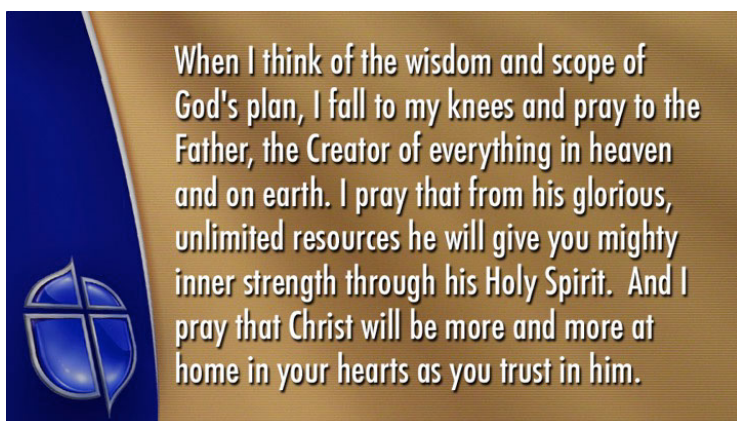 When I think of the wisdom and scope of
God's plan, I fall to my knees and pray to the
Father, the Creator of everything in heaven
and on earth. I pray that from his glorious,
unlimited resources he will give you mighty
inner strength through his Holy Spirit.  And I
pray that Christ will be more and more at
home in your hearts as you trust in him.